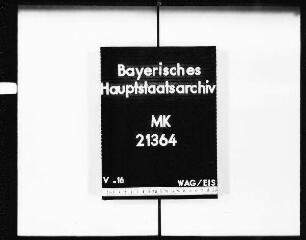 Bayerisches
Hauptstaatsarchiv
MK
21364
V -16 WAG/EIS